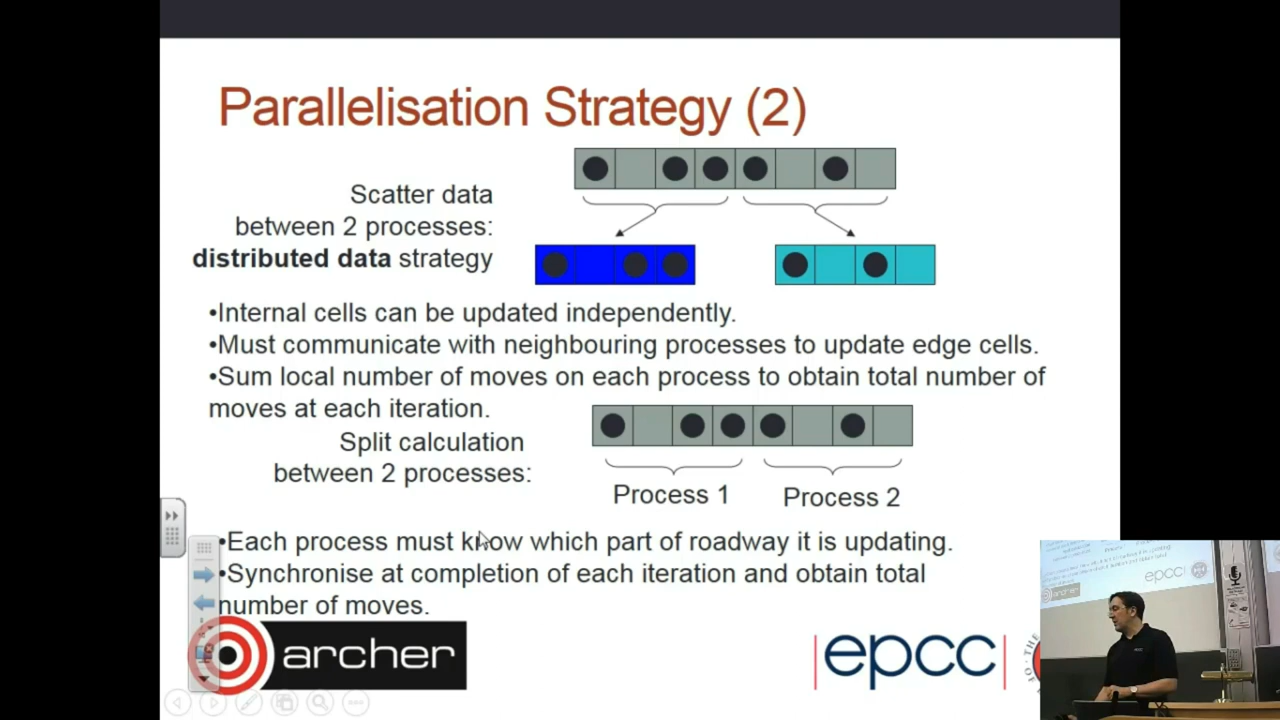 Parallelisation Strategy (2)
Scatter data
between 2 processes:
distributed data strategy
•Internal cells can be updated independently.
•Must communicate with neighbouring processes to update edge cells.
•Sum local number of moves on each process to obtain total number of
moves at each iteration.
Split calculation
between 2 processes:
Process 1
Process 2
•Each process must know which part of roadway it is updating.
•Synchronise at completion of each iteration and obtain total
number of moves.
archer
|epcc|
epcc